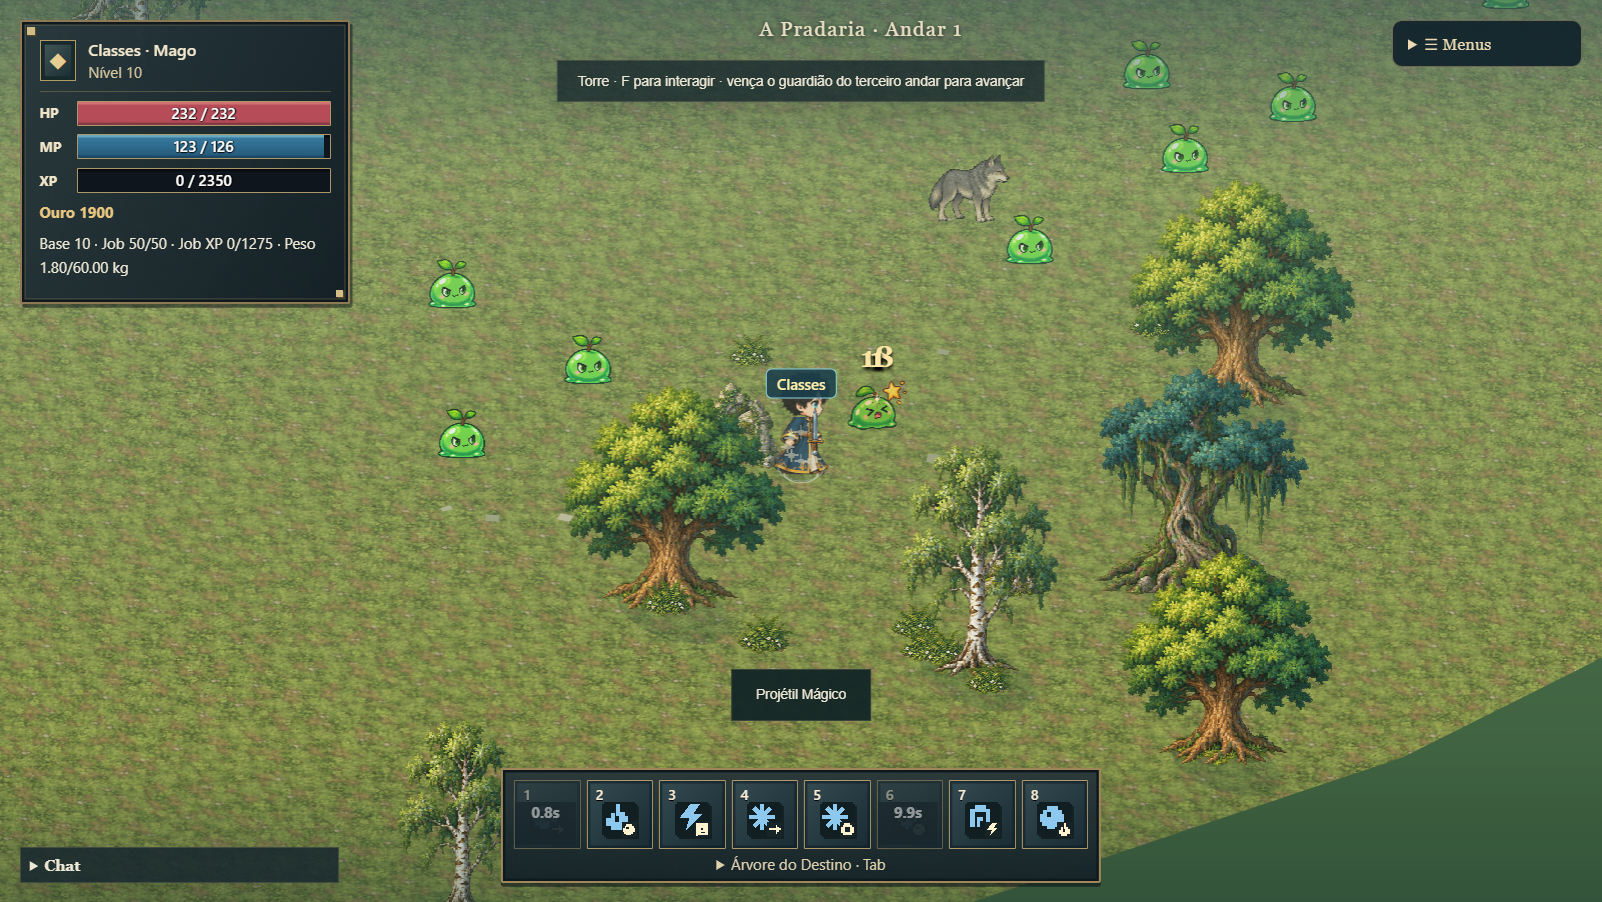 A Pradaria · Andar 1
Torre · F para interagir · vença o guardião do terceiro andar para avançar
Classes · Mago
Nível 10
HP 232 / 232
MP 123 / 126
XP 0 / 2350
Ouro 1900
Base 10 · Job 50/50 · Job XP 0/1275 · Peso
1.80/60.00 kg
Menus
Classes
Projétil Mágico
1 2 3 4 5 6 7 8
0.8s 9.9s
Árvore do Destino · Tab
Chat